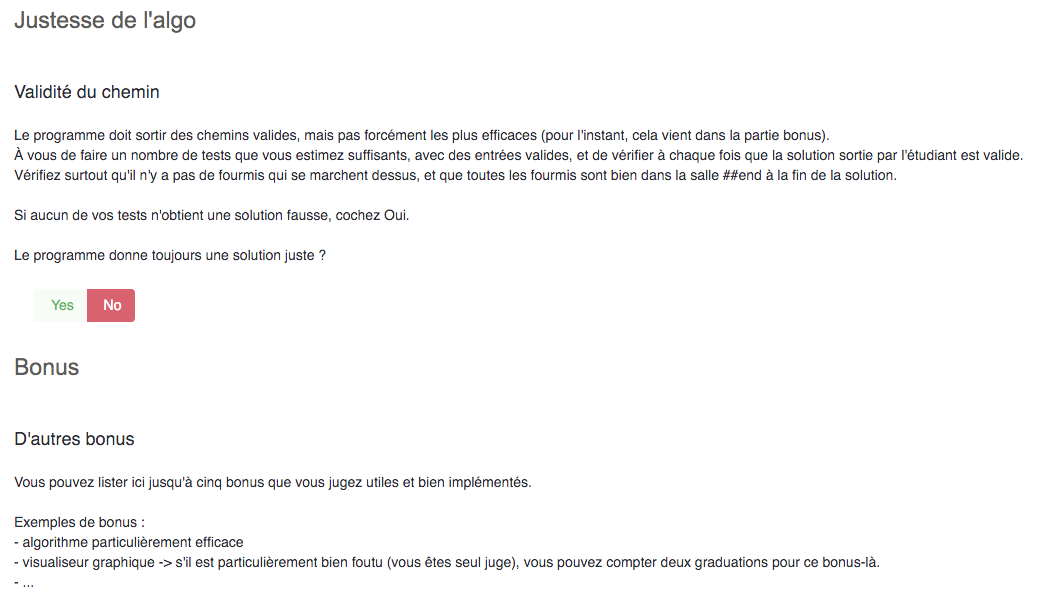 Justesse de l'algo
Validité du chemin
Le programme doit sortir des chemins valides, mais pas forcément les plus efficaces (pour l'instant, cela vient dans la partie bonus).
À vous de faire un nombre de tests que vous estimez suffisants, avec des entrées valides, et de vérifier à chaque fois que la solution sortie par l'étudiant est valide.
Vérifiez surtout qu'il n'y a pas de fourmis qui se marchent dessus, et que toutes les fourmis sont bien dans la salle ##end à la fin de la solution.
Si aucun de vos tests n'obtient une solution fausse, cochez Oui.
Le programme donne toujours une solution juste ?
Yes No
Bonus
D'autres bonus
Vous pouvez lister ici jusqu'à cinq bonus que vous jugez utiles et bien implémentés.
Exemples de bonus :
- algorithme particulièrement efficace
- visualiseur graphique -> s'il est particulièrement bien foutu (vous êtes seul juge), vous pouvez compter deux graduations pour ce bonus-là.
- ...